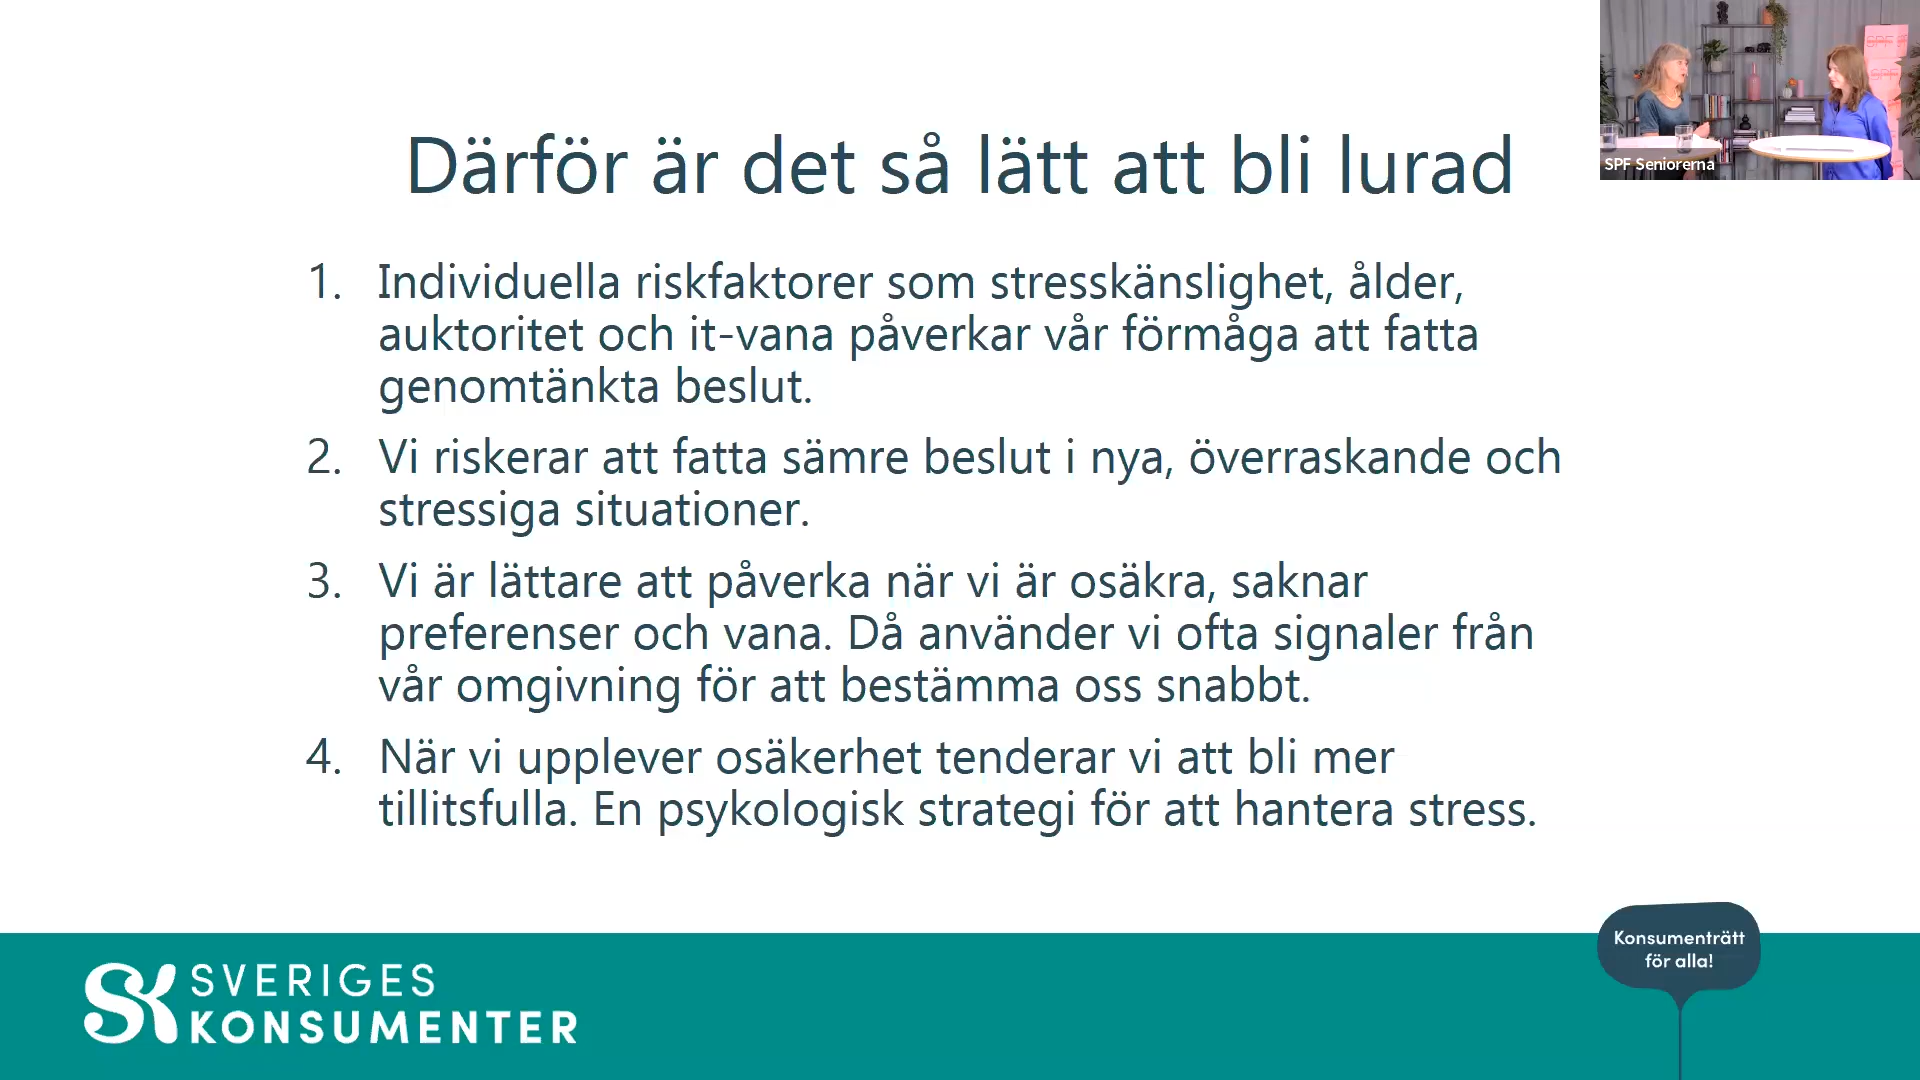 Därför är det så lätt att bli lurad
1. Individuella riskfaktorer som stresskänslighet, ålder,
auktoritet och it-vana påverkar vår förmåga att fatta
genomtänkta beslut.
2. Vi riskerar att fatta sämre beslut i nya, överraskande och
stressiga situationer.
3. Vi är lättare att påverka när vi är osäkra, saknar
preferenser och vana. Då använder vi ofta signaler från
vår omgivning för att bestämma oss snabbt.
4. När vi upplever osäkerhet tenderar vi att bli mer
tillitsfulla. En psykologisk strategi för att hantera stress.
SPF
SPF
SPF Seniorerna
SK SVERIGES
KONSUMENTER
Konsumenträtt
för alla!